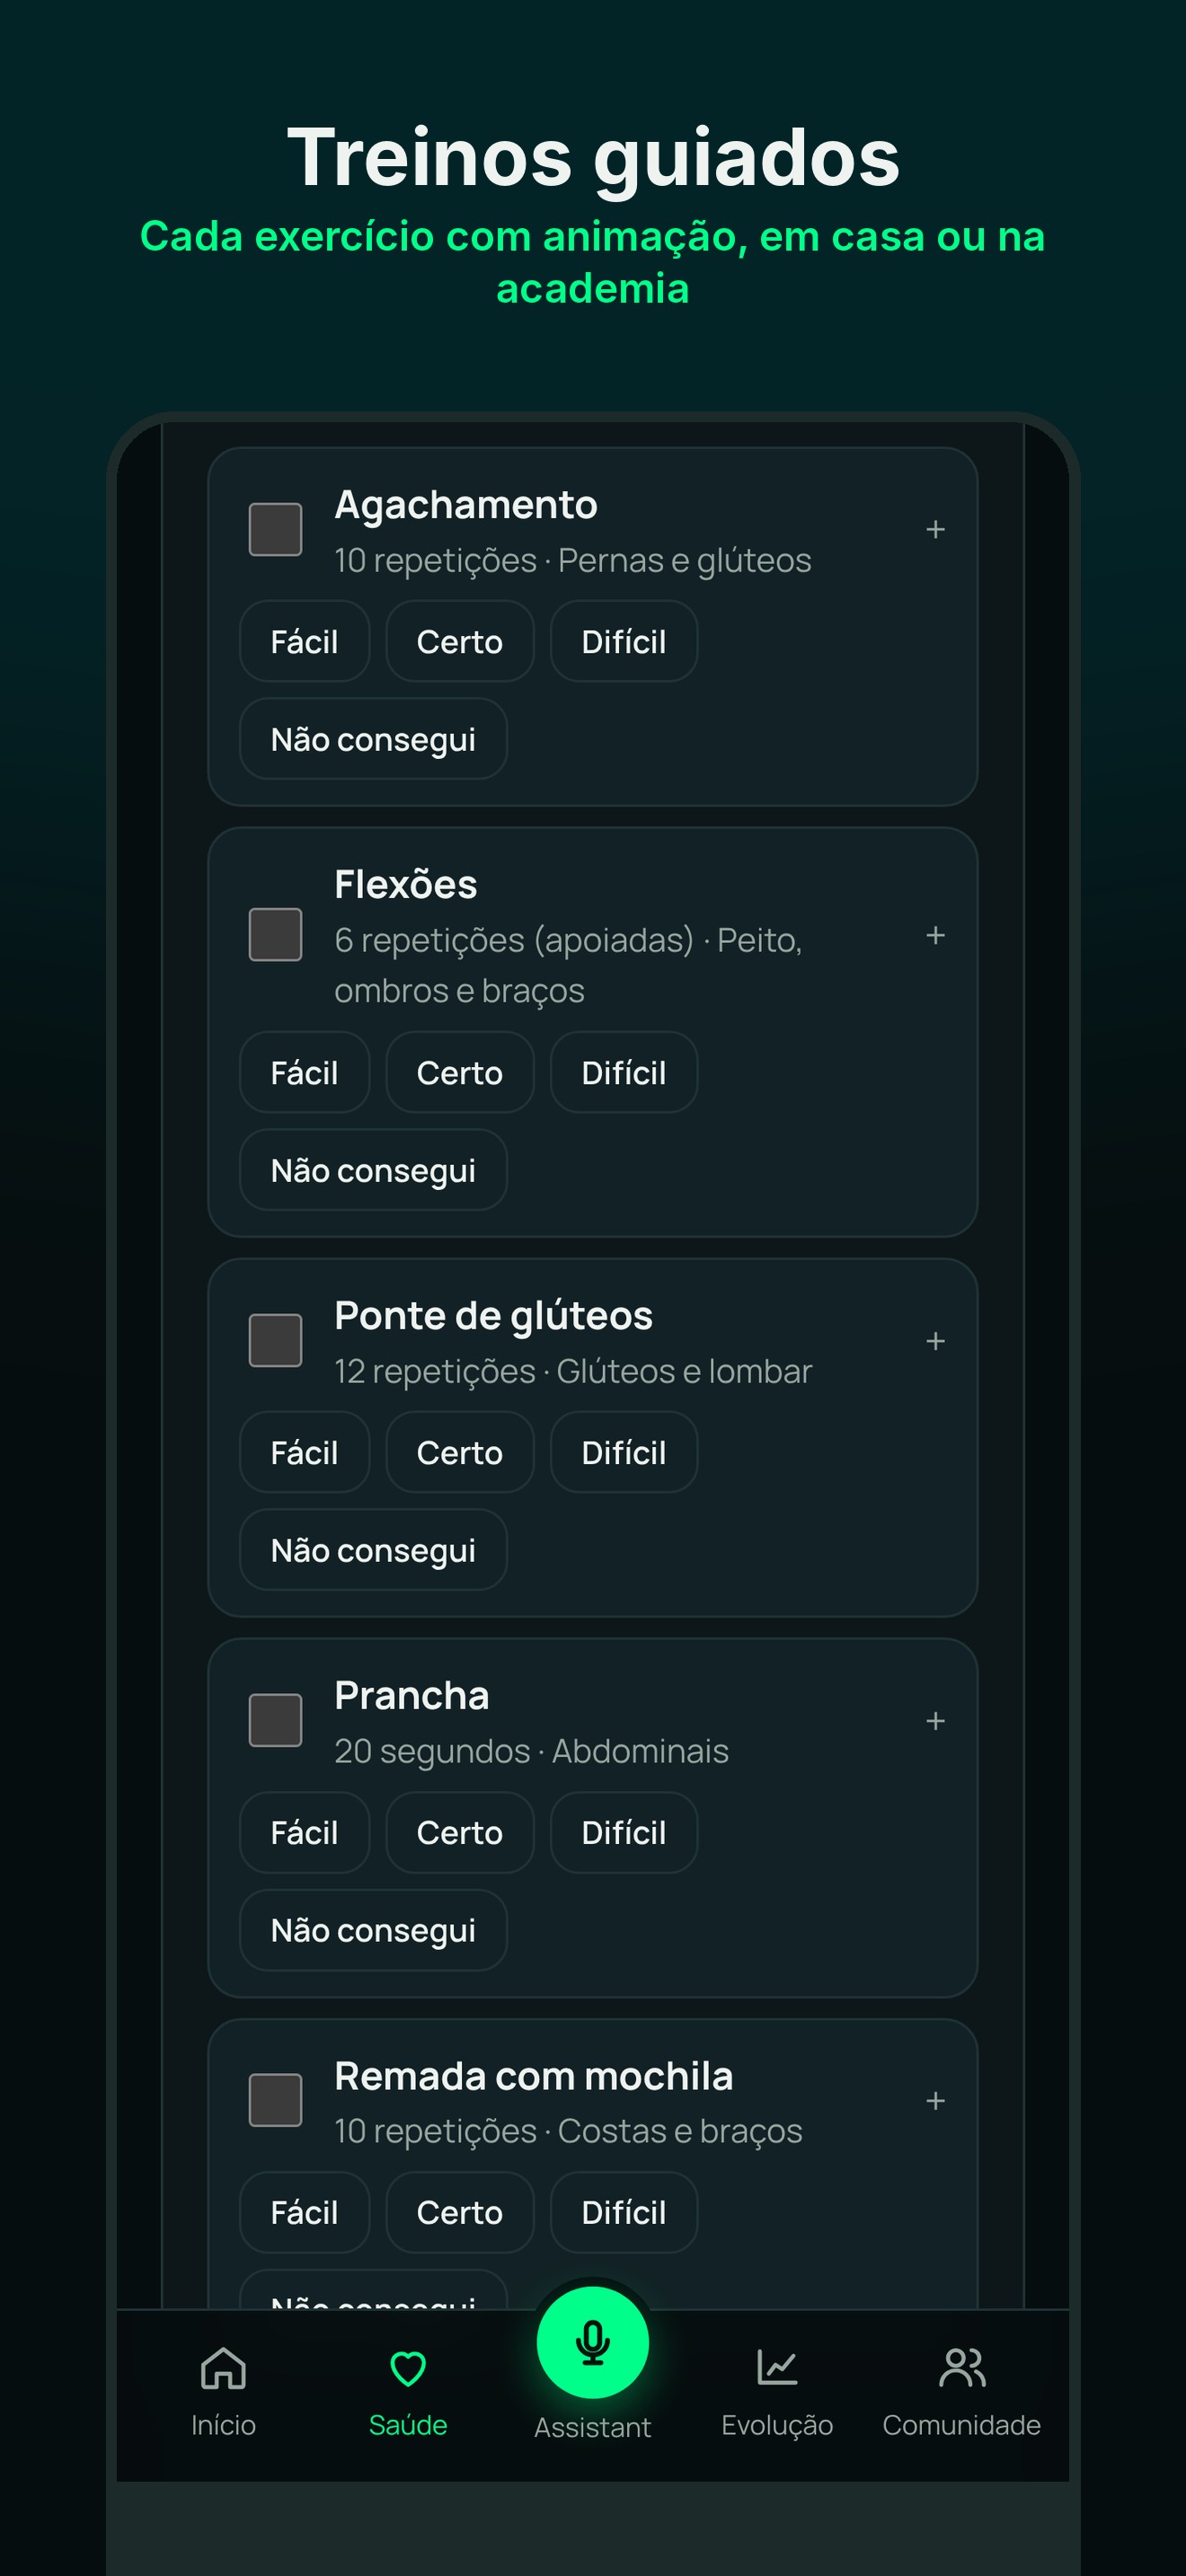 Treinos guiados
Cada exercício com animação, em casa ou na
academia
Agachamento
10 repetições · Pernas e glúteos
+
Fácil
Certo
Difícil
Não consegui
Flexões
6 repetições (apoiadas) · Peito,
ombros e braços
+
Fácil
Certo
Difícil
Não consegui
Ponte de glúteos
12 repetições · Glúteos e lombar
+
Fácil
Certo
Difícil
Não consegui
Prancha
20 segundos · Abdominais
+
Fácil
Certo
Difícil
Não consegui
Remada com mochila
10 repetições · Costas e braços
+
Fácil
Certo
Difícil
Não consegui
Início
Saúde
Assistant
Evolução
Comunidade